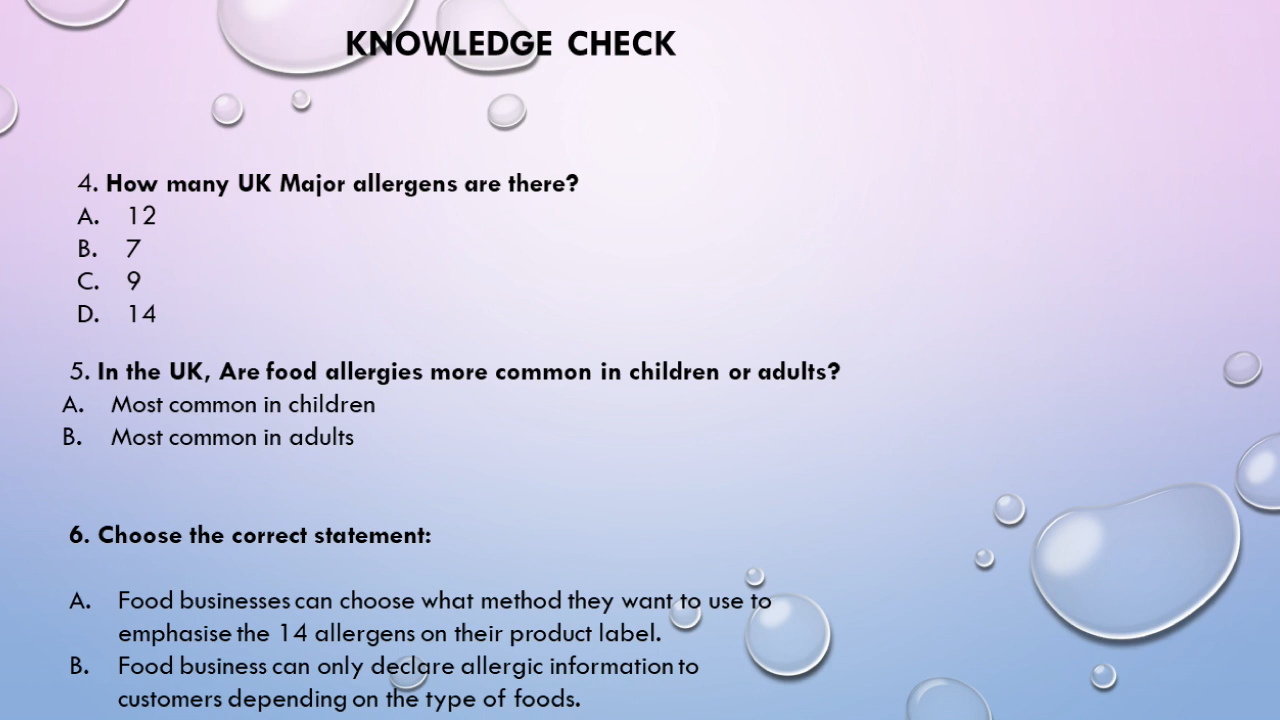 KNOWLEDGE CHECK
4. How many UK Major allergens are there?
A. 12
B. 7
C. 9
D. 14
5. In the UK, Are food allergies more common in children or adults?
A. Most common in children
B. Most common in adults
6. Choose the correct statement:
A. Food businesses can choose what method they want to use to
emphasise the 14 allergens on their product label.
B. Food business can only declare allergic information to
customers depending on the type of foods.